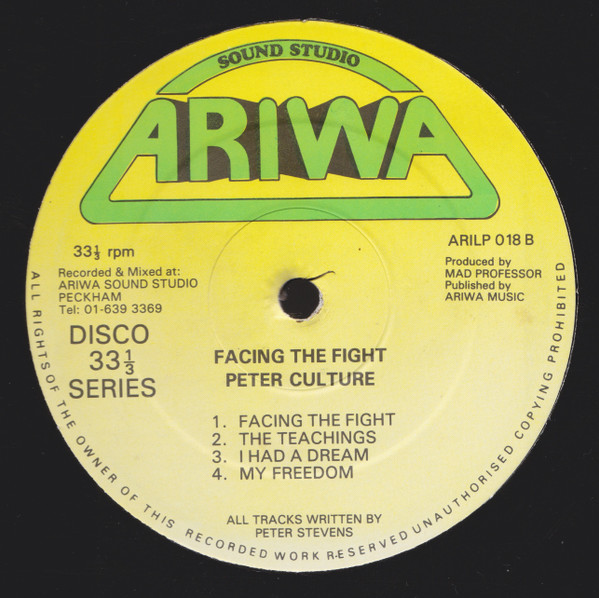 SOUND STUDIO
ARIWA
33⅓ rpm
Recorded & Mixed at:
ARIWA SOUND STUDIO
PECKHAM
Tel: 01-639 3369
DISCO
33⅓
SERIES
ARILP 018 B
Produced by
MAD PROFESSOR
Published by
ARIWA MUSIC
FACING THE FIGHT
PETER CULTURE
1. FACING THE FIGHT
2. THE TEACHINGS
3. I HAD A DREAM
4. MY FREEDOM
ALL TRACKS WRITTEN BY
PETER STEVENS
ALL RIGHTS OF THE OWNER OF THIS RECORDED WORK RESERVED UNAUTHORISED COPYING PROHIBITED